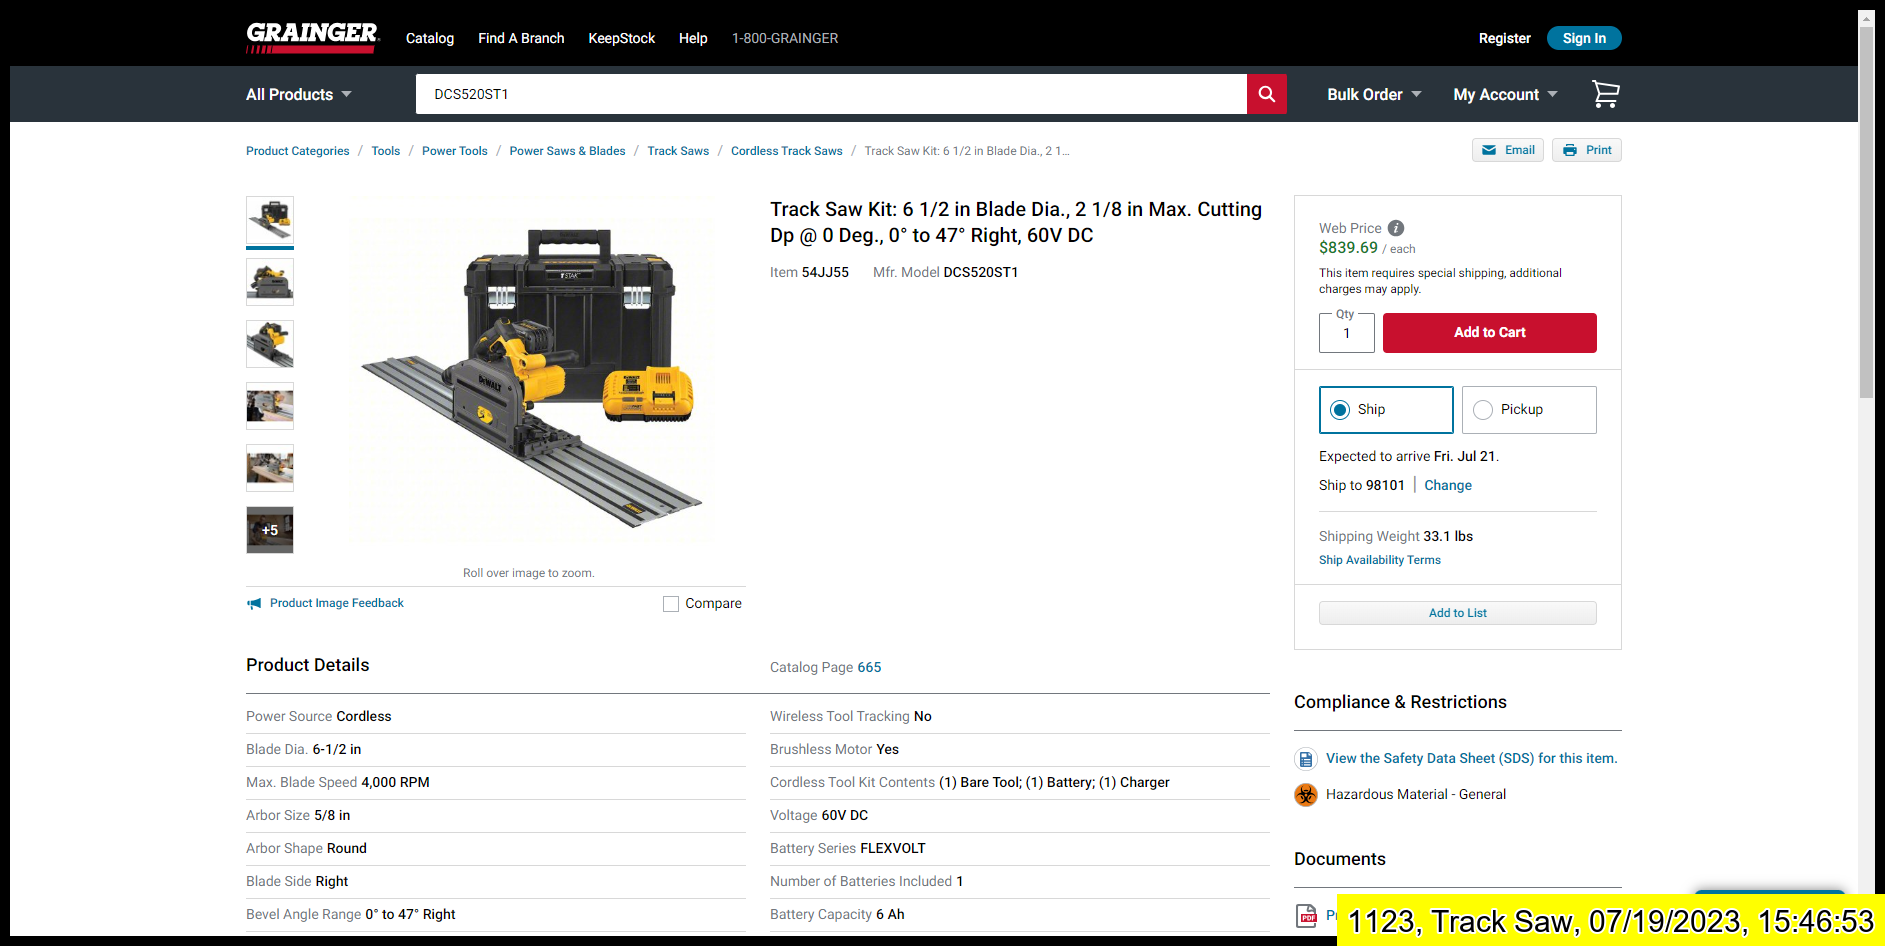 GRAINGER
Catalog
Find A Branch
KeepStock
Help
1-800-GRAINGER
Register
Sign In
All Products
DCS520ST1
Bulk Order
My Account
Product Categories / Tools / Power Tools / Power Saws & Blades / Track Saws / Cordless Track Saws / Track Saw Kit: 6 1/2 in Blade Dia., 2 1...
Email
Print
+5
TSTAK
DEWALT
Roll over image to zoom.
Product Image Feedback
Compare
Track Saw Kit: 6 1/2 in Blade Dia., 2 1/8 in Max. Cutting
Dp @ 0 Deg., 0° to 47° Right, 60V DC
Item 54JJ55
Mfr. Model DCS520ST1
Web Price
$839.69 / each
This item requires special shipping, additional
charges may apply.
Qty
1
Add to Cart
Ship
Pickup
Expected to arrive Fri. Jul 21.
Ship to 98101 | Change
Shipping Weight 33.1 lbs
Ship Availability Terms
Add to List
Product Details
Catalog Page 665
Power Source Cordless
Blade Dia. 6-1/2 in
Max. Blade Speed 4,000 RPM
Arbor Size 5/8 in
Arbor Shape Round
Blade Side Right
Bevel Angle Range 0° to 47° Right
Wireless Tool Tracking No
Brushless Motor Yes
Cordless Tool Kit Contents (1) Bare Tool; (1) Battery; (1) Charger
Voltage 60V DC
Battery Series FLEXVOLT
Number of Batteries Included 1
Battery Capacity 6 Ah
Compliance & Restrictions
View the Safety Data Sheet (SDS) for this item.
Hazardous Material - General
Documents
PDF
1123, Track Saw, 07/19/2023, 15:46:53